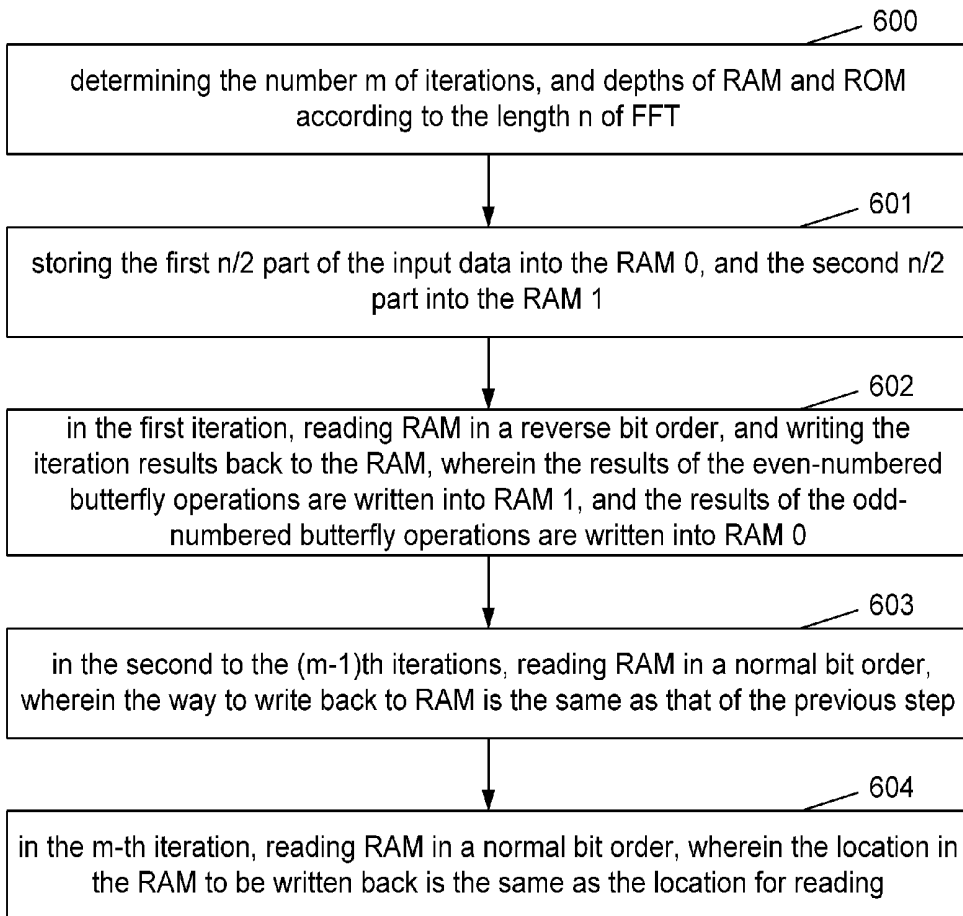 600
determining the number m of iterations, and depths of RAM and ROM
according to the length n of FFT
601
storing the first n/2 part of the input data into the RAM 0, and the second n/2
part into the RAM 1
602
in the first iteration, reading RAM in a reverse bit order, and writing the
iteration results back to the RAM, wherein the results of the even-numbered
butterfly operations are written into RAM 1, and the results of the odd-
numbered butterfly operations are written into RAM 0
603
in the second to the (m-1)th iterations, reading RAM in a normal bit order,
wherein the way to write back to RAM is the same as that of the previous step
604
in the m-th iteration, reading RAM in a normal bit order, wherein the location in
the RAM to be written back is the same as the location for reading